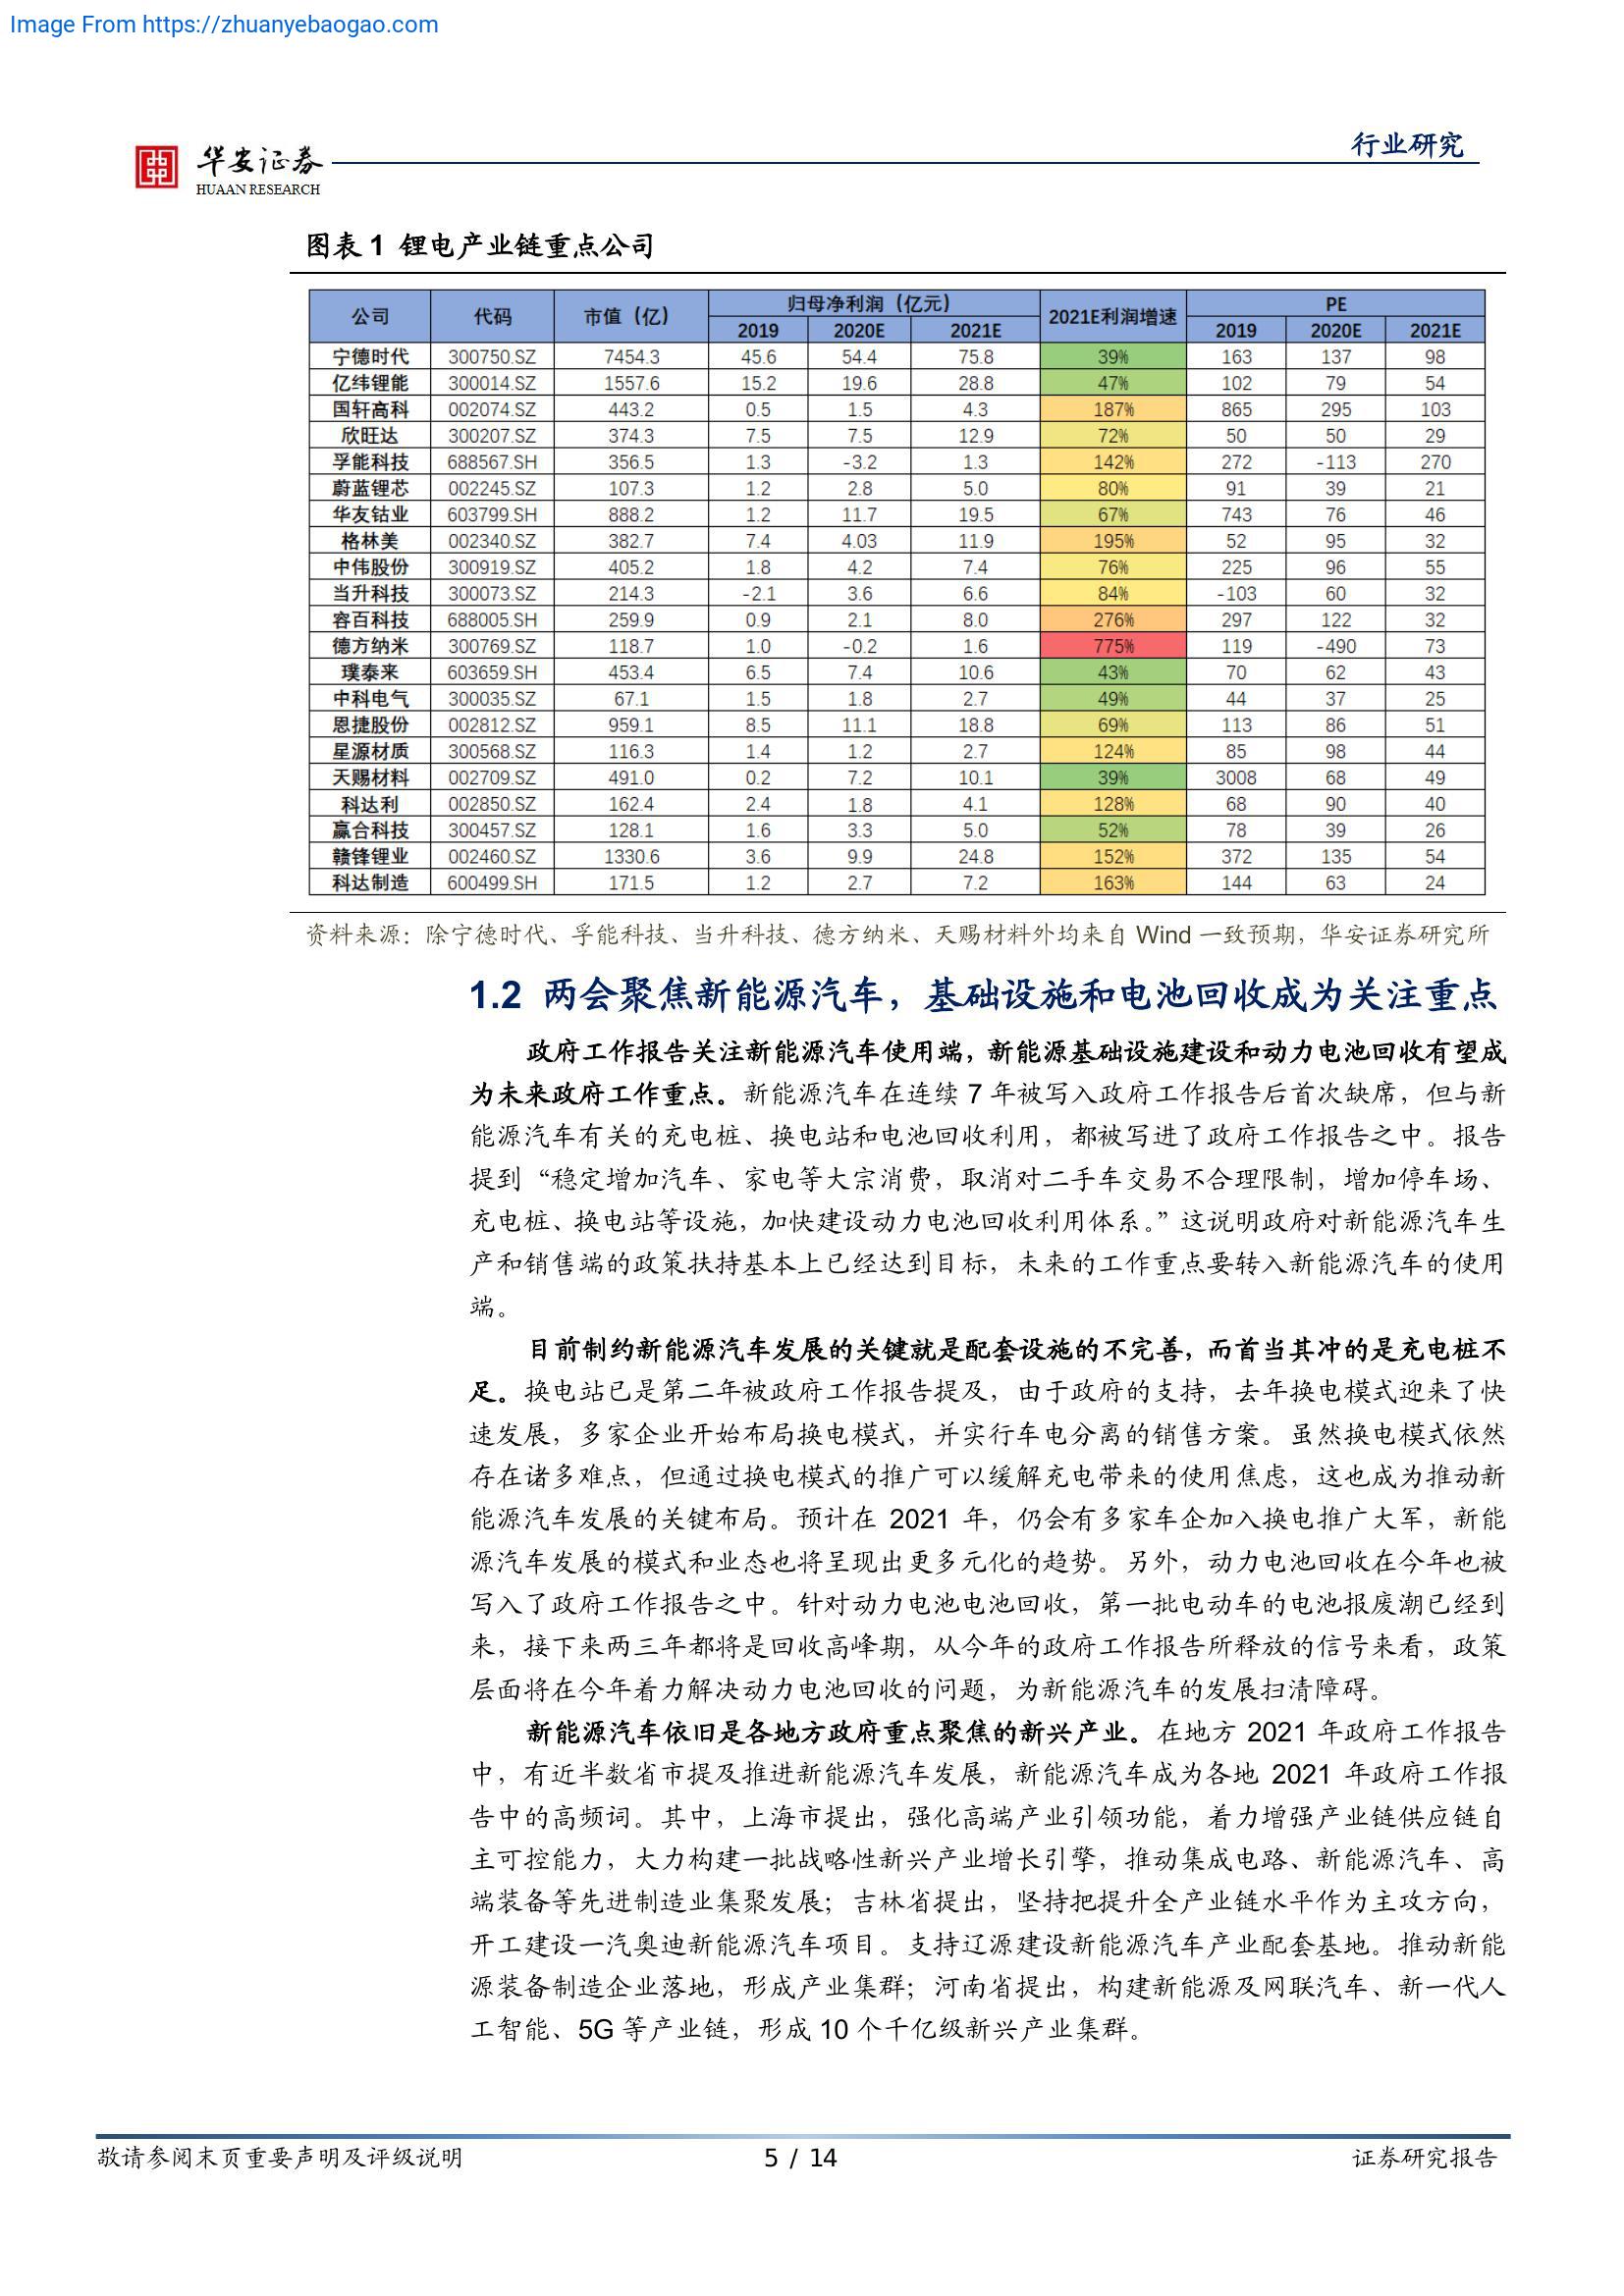 Image From https://zhuanyebaogao.com
华安证券
HUAAN RESEARCH
行业研究
图表 1 锂电产业链重点公司
公司 代码 市值（亿） 归母净利润（亿元） 2021E利润增速 PE
2019 2020E 2021E 2019 2020E 2021E
宁德时代 300750.SZ 7454.3 45.6 54.4 75.8 39% 163 137 98
亿纬锂能 300014.SZ 1557.6 15.2 19.6 28.8 47% 102 79 54
国轩高科 002074.SZ 443.2 0.5 1.5 4.3 187% 865 295 103
欣旺达 300207.SZ 374.3 7.5 7.5 12.9 72% 50 50 29
孚能科技 688567.SH 356.5 1.3 -3.2 1.3 142% 272 -113 270
蔚蓝锂芯 002245.SZ 107.3 1.2 2.8 5.0 80% 91 39 21
华友钴业 603799.SH 888.2 1.2 11.7 19.5 67% 743 76 46
格林美 002340.SZ 382.7 7.4 4.03 11.9 195% 52 95 32
中伟股份 300919.SZ 405.2 1.8 4.2 7.4 76% 225 96 55
当升科技 300073.SZ 214.3 -2.1 3.6 6.6 84% -103 60 32
容百科技 688005.SH 259.9 0.9 2.1 8.0 276% 297 122 32
德方纳米 300769.SZ 118.7 1.0 -0.2 1.6 775% 119 -490 73
璞泰来 603659.SH 453.4 6.5 7.4 10.6 43% 70 62 43
中科电气 300035.SZ 67.1 1.5 1.8 2.7 49% 44 37 25
恩捷股份 002812.SZ 959.1 8.5 11.1 18.8 69% 113 86 51
星源材质 300568.SZ 116.3 1.4 1.2 2.7 124% 85 98 44
天赐材料 002709.SZ 491.0 0.2 7.2 10.1 39% 3008 68 49
科达利 002850.SZ 162.4 2.4 1.8 4.1 128% 68 90 40
赢合科技 300457.SZ 128.1 1.6 3.3 5.0 52% 78 39 26
赣锋锂业 002460.SZ 1330.6 3.6 9.9 24.8 152% 372 135 54
科达制造 600499.SH 171.5 1.2 2.7 7.2 163% 144 63 24
资料来源：除宁德时代、孚能科技、当升科技、德方纳米、天赐材料外均来自 Wind 一致预期，华安证券研究所
1.2 两会聚焦新能源汽车，基础设施和电池回收成为关注重点
政府工作报告关注新能源汽车使用端，新能源基础设施建设和动力电池回收有望成
为未来政府工作重点。新能源汽车在连续 7 年被写入政府工作报告后首次缺席，但与新
能源汽车有关的充电桩、换电站和电池回收利用，都被写进了政府工作报告之中。报告
提到“稳定增加汽车、家电等大宗消费，取消对二手车交易不合理限制，增加停车场、
充电桩、换电站等设施，加快建设动力电池回收利用体系。”这说明政府对新能源汽车生
产和销售端的政策扶持基本上已经达到目标，未来的工作重点要转入新能源汽车的使用
端。
目前制约新能源汽车发展的关键就是配套设施的不完善，而首当其冲的是充电桩不
足。换电站已是第二年被政府工作报告提及，由于政府的支持，去年换电模式迎来了快
速发展，多家企业开始布局换电模式，并实行车电分离的销售方案。虽然换电模式依然
存在诸多难点，但通过换电模式的推广可以缓解充电带来的使用焦虑，这也成为推动新
能源汽车发展的关键布局。预计在 2021 年，仍会有多家车企加入换电推广大军，新能
源汽车发展的模式和业态也将呈现出更多元化的趋势。另外，动力电池回收在今年也被
写入了政府工作报告之中。针对动力电池电池回收，第一批电动车的电池报废潮已经到
来，接下来两三年都将是回收高峰期，从今年的政府工作报告所释放的信号来看，政策
层面将在今年着力解决动力电池回收的问题，为新能源汽车的发展扫清障碍。
新能源汽车依旧是各地方政府重点聚焦的新兴产业。在地方 2021 年政府工作报告
中，有近半数省市提及推进新能源汽车发展，新能源汽车成为各地 2021 年政府工作报
告中的高频词。其中，上海市提出，强化高端产业引领功能，着力增强产业链供应链自
主可控能力，大力构建一批战略性新兴产业增长引擎，推动集成电路、新能源汽车、高
端装备等先进制造业集聚发展；吉林省提出，坚持把提升全产业链水平作为主攻方向，
开工建设一汽奥迪新能源汽车项目。支持辽源建设新能源汽车产业配套基地。推动新能
源装备制造企业落地，形成产业集群；河南省提出，构建新能源及网联汽车、新一代人
工智能、5G 等产业链，形成 10 个千亿级新兴产业集群。
敬请参阅末页重要声明及评级说明 5 / 14 证券研究报告